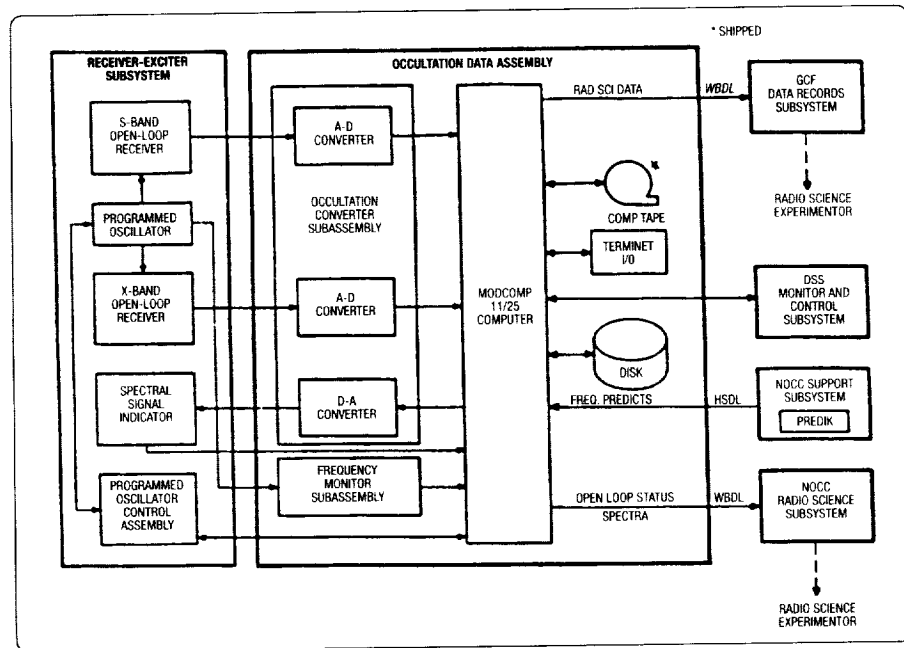 * SHIPPED
RECEIVER-EXCITER
SUBSYSTEM
S-BAND
OPEN-LOOP
RECEIVER
PROGRAMMED
OSCILLATOR
X-BAND
OPEN-LOOP
RECEIVER
SPECTRAL
SIGNAL
INDICATOR
PROGRAMMED
OSCILLATOR
CONTROL
ASSEMBLY
OCCULTATION DATA ASSEMBLY
A-D
CONVERTER
OCCULTATION
CONVERTER
SUBASSEMBLY
A-D
CONVERTER
D-A
CONVERTER
FREQUENCY
MONITOR
SUBASSEMBLY
MODCOMP
11/25
COMPUTER
RAD SCI DATA
WBDL
*
COMP TAPE
TERMINET
I/O
DISK
FREQ. PREDICTS
HSDL
OPEN LOOP STATUS
WBDL
SPECTRA
GCF
DATA RECORDS
SUBSYSTEM
RADIO SCIENCE
EXPERIMENTOR
DSS
MONITOR AND
CONTROL
SUBSYSTEM
NOCC SUPPORT
SUBSYSTEM
PREDIK
NOCC
RADIO SCIENCE
SUBSYSTEM
RADIO SCIENCE
EXPERIMENTOR